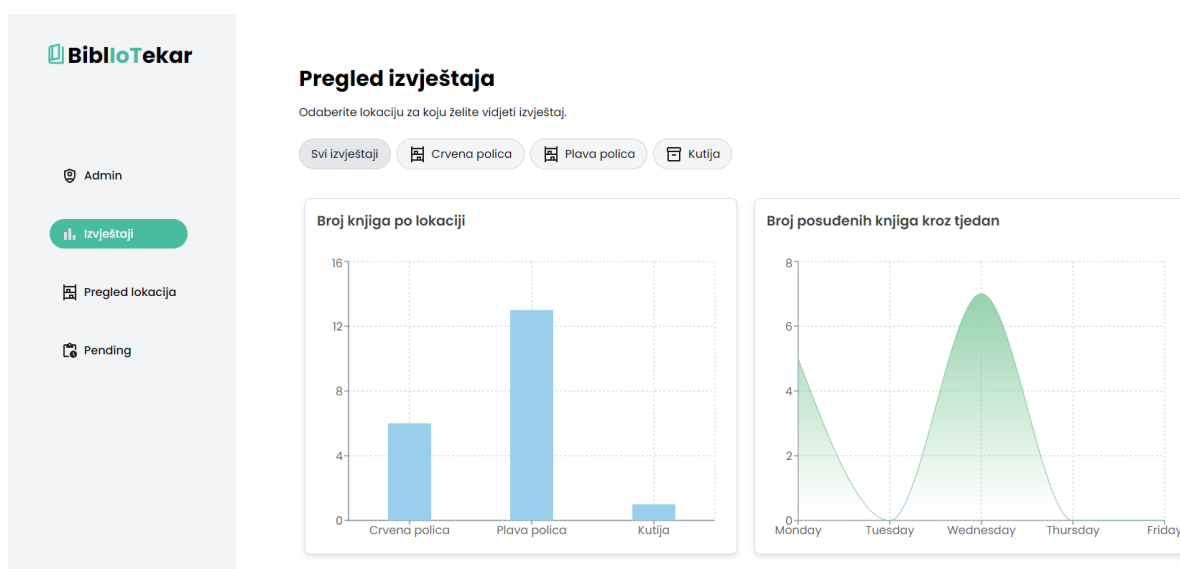 BiblIoTekar
Admin
Izvještaji
Pregled lokacija
Pending
Pregled izvještaja
Odaberite lokaciju za koju želite vidjeti izvještaj.
Svi izvještaji Crvena polica Plava polica Kutija
Broj knjiga po lokaciji
16
12
8
4
0
Crvena polica Plava polica Kutija
Broj posuđenih knjiga kroz tjedan
8
6
4
2
0
Monday Tuesday Wednesday Thursday Friday